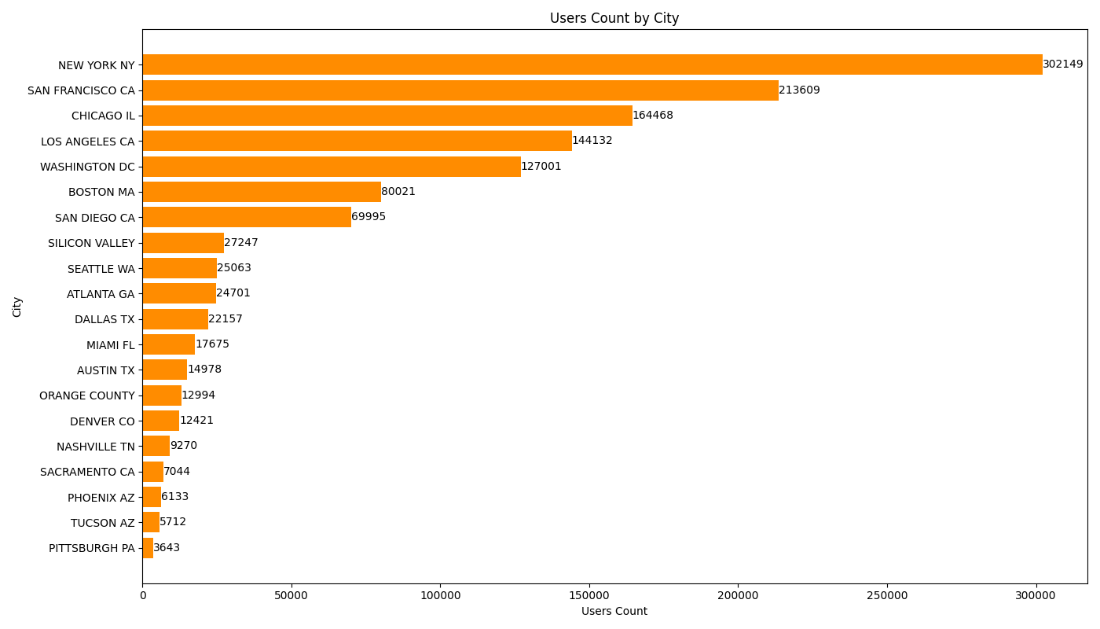 Users Count by City
City
NEW YORK NY 302149
SAN FRANCISCO CA 213609
CHICAGO IL 164468
LOS ANGELES CA 144132
WASHINGTON DC 127001
BOSTON MA 80021
SAN DIEGO CA 69995
SILICON VALLEY 27247
SEATTLE WA 25063
ATLANTA GA 24701
DALLAS TX 22157
MIAMI FL 17675
AUSTIN TX 14978
ORANGE COUNTY 12994
DENVER CO 12421
NASHVILLE TN 9270
SACRAMENTO CA 7044
PHOENIX AZ 6133
TUCSON AZ 5712
PITTSBURGH PA 3643
0 50000 100000 150000 200000 250000 300000
Users Count